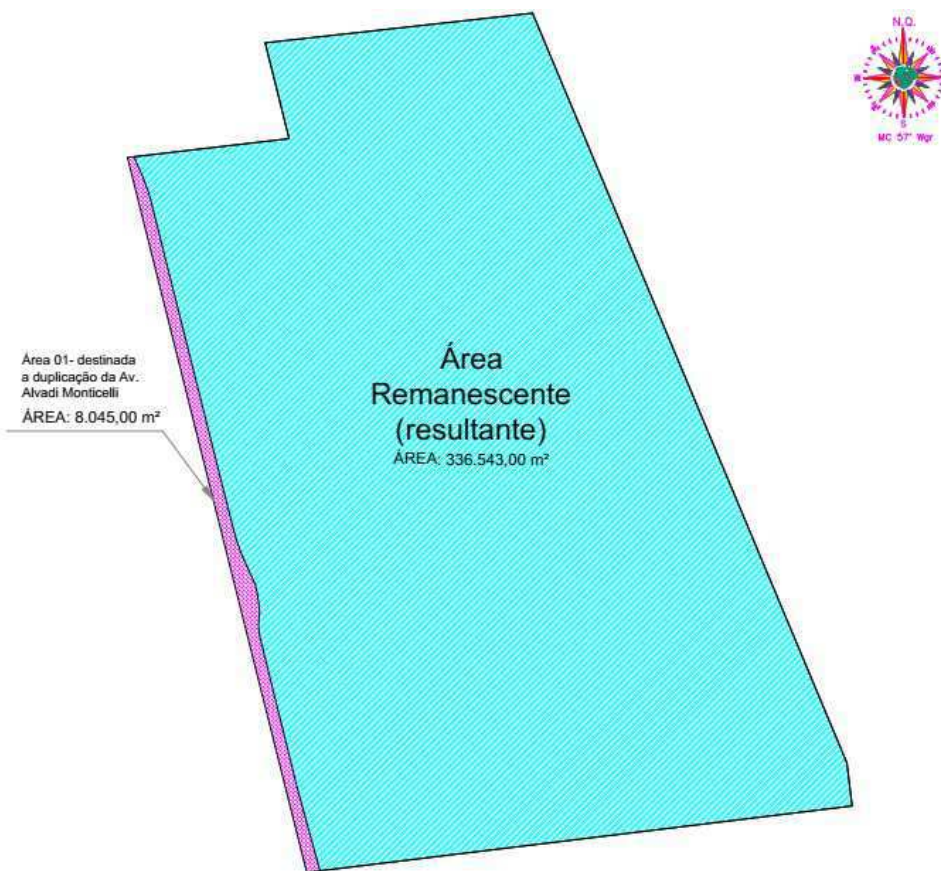 N.Q.
S
MC 57° Wgr
Área
Remanescente
(resultante)
ÁREA: 336.543,00 m²
Área 01- destinada
a duplicação da Av.
Alvadi Monticelli
ÁREA: 8.045,00 m²